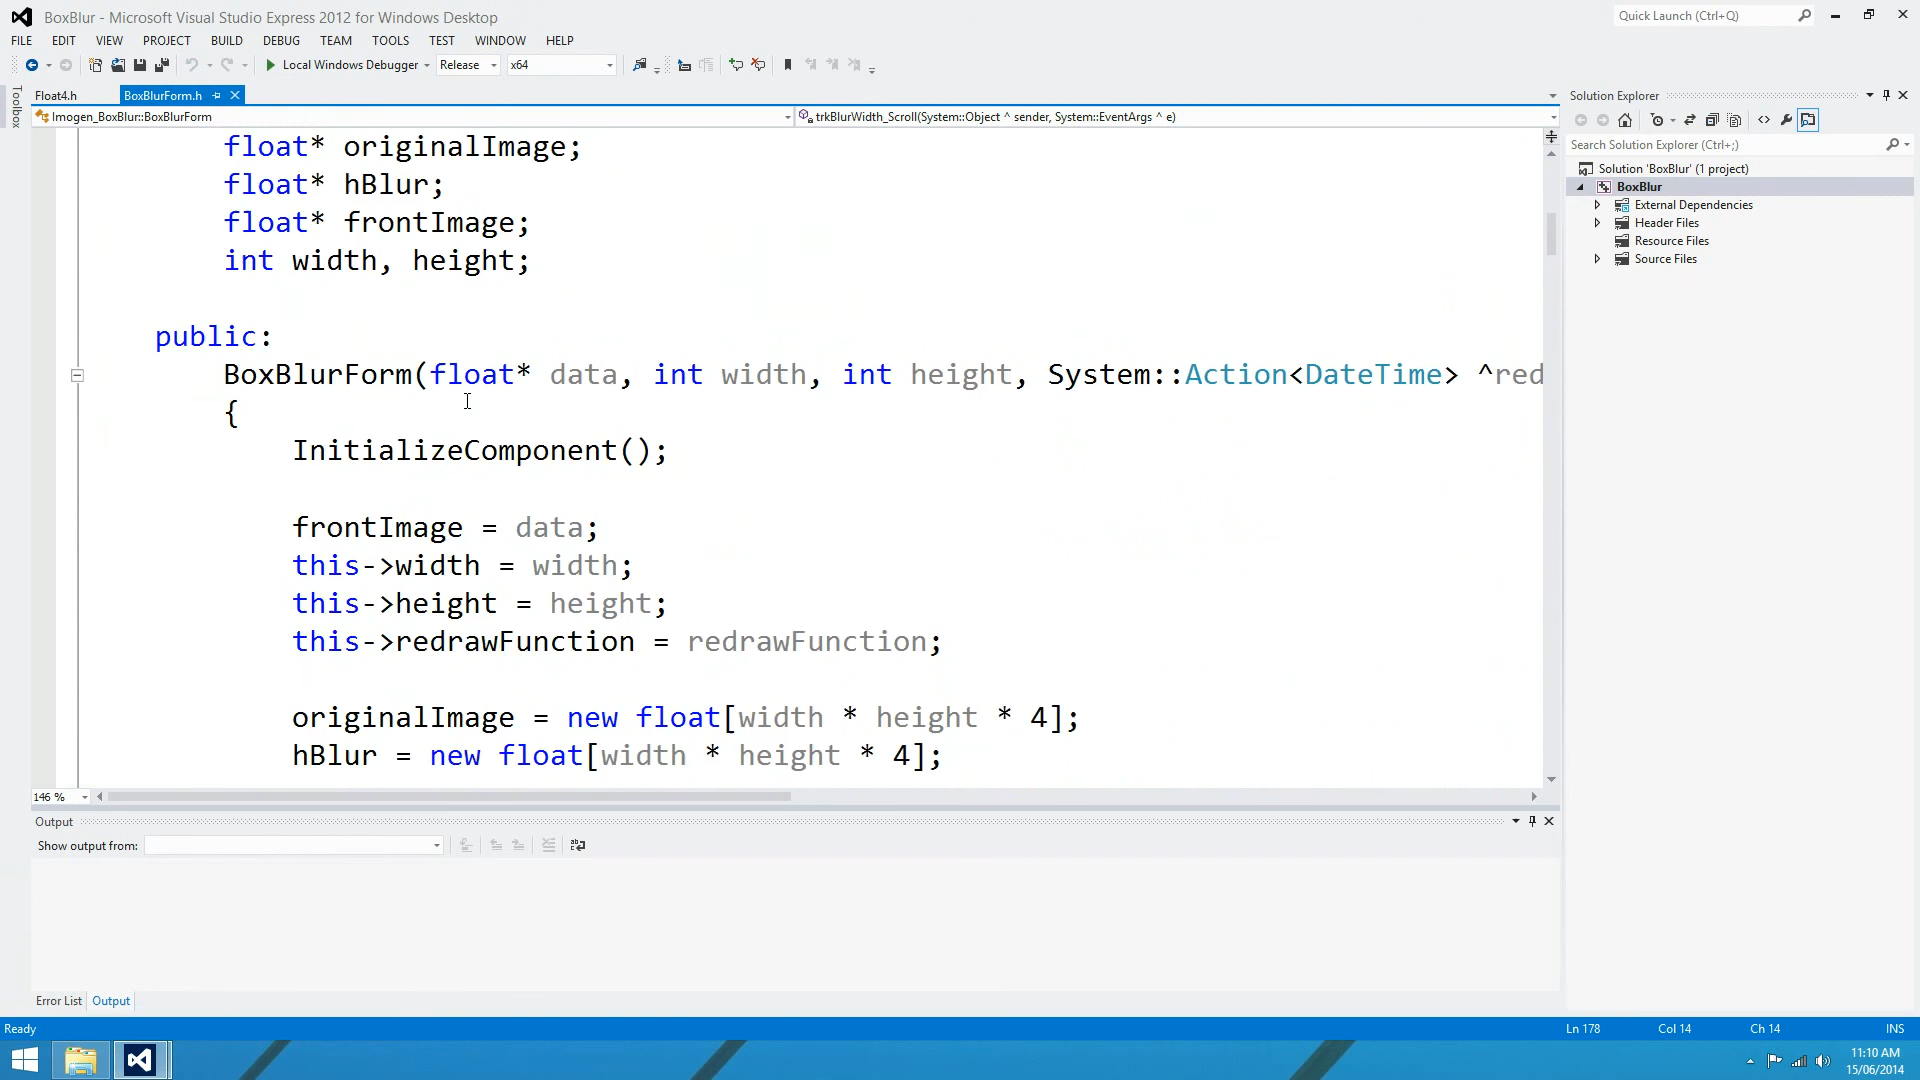 BoxBlur - Microsoft Visual Studio Express 2012 for Windows Desktop
Quick Launch (Ctrl+Q)
FILE EDIT VIEW PROJECT BUILD DEBUG TEAM TOOLS TEST WINDOW HELP
Local Windows Debugger Release x64
Toolbox
Float4.h BoxBlurForm.h
Imogen_BoxBlur::BoxBlurForm trkBlurWidth_Scroll(System::Object ^ sender, System::EventArgs ^ e)
float* originalImage;
float* hBlur;
float* frontImage;
int width, height;
public:
BoxBlurForm(float* data, int width, int height, System::Action<DateTime> ^red
{
InitializeComponent();
frontImage = data;
this->width = width;
this->height = height;
this->redrawFunction = redrawFunction;
originalImage = new float[width * height * 4];
hBlur = new float[width * height * 4];
146 %
Output
Show output from:
Error List Output
Solution Explorer
Search Solution Explorer (Ctrl+;)
Solution 'BoxBlur' (1 project)
BoxBlur
External Dependencies
Header Files
Resource Files
Source Files
Ready Ln 178 Col 14 Ch 14 INS
11:10 AM
15/06/2014